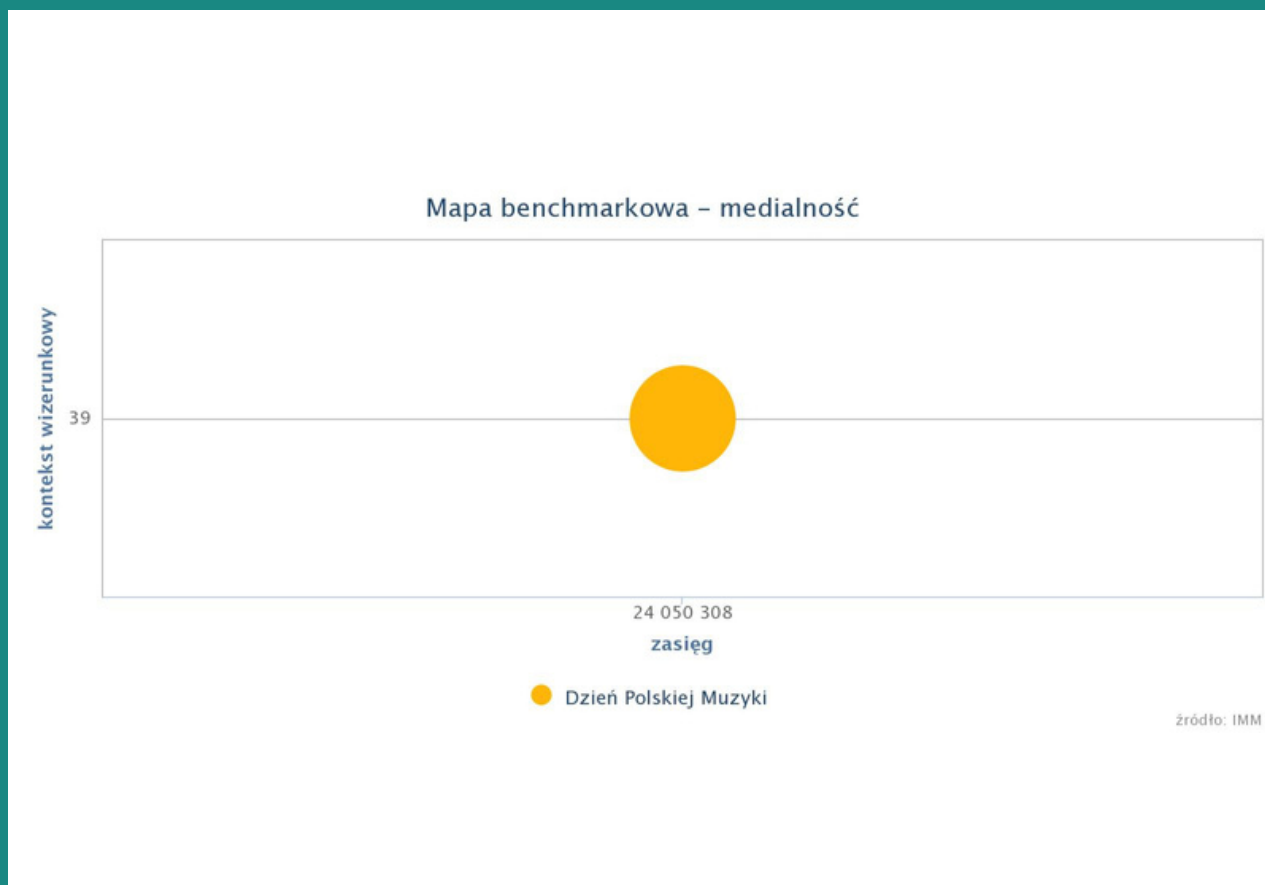 Mapa benchmarkowa – medialność
kontekst wizerunkowy
39
24 050 308
zasięg
Dzień Polskiej Muzyki
źródło: IMM